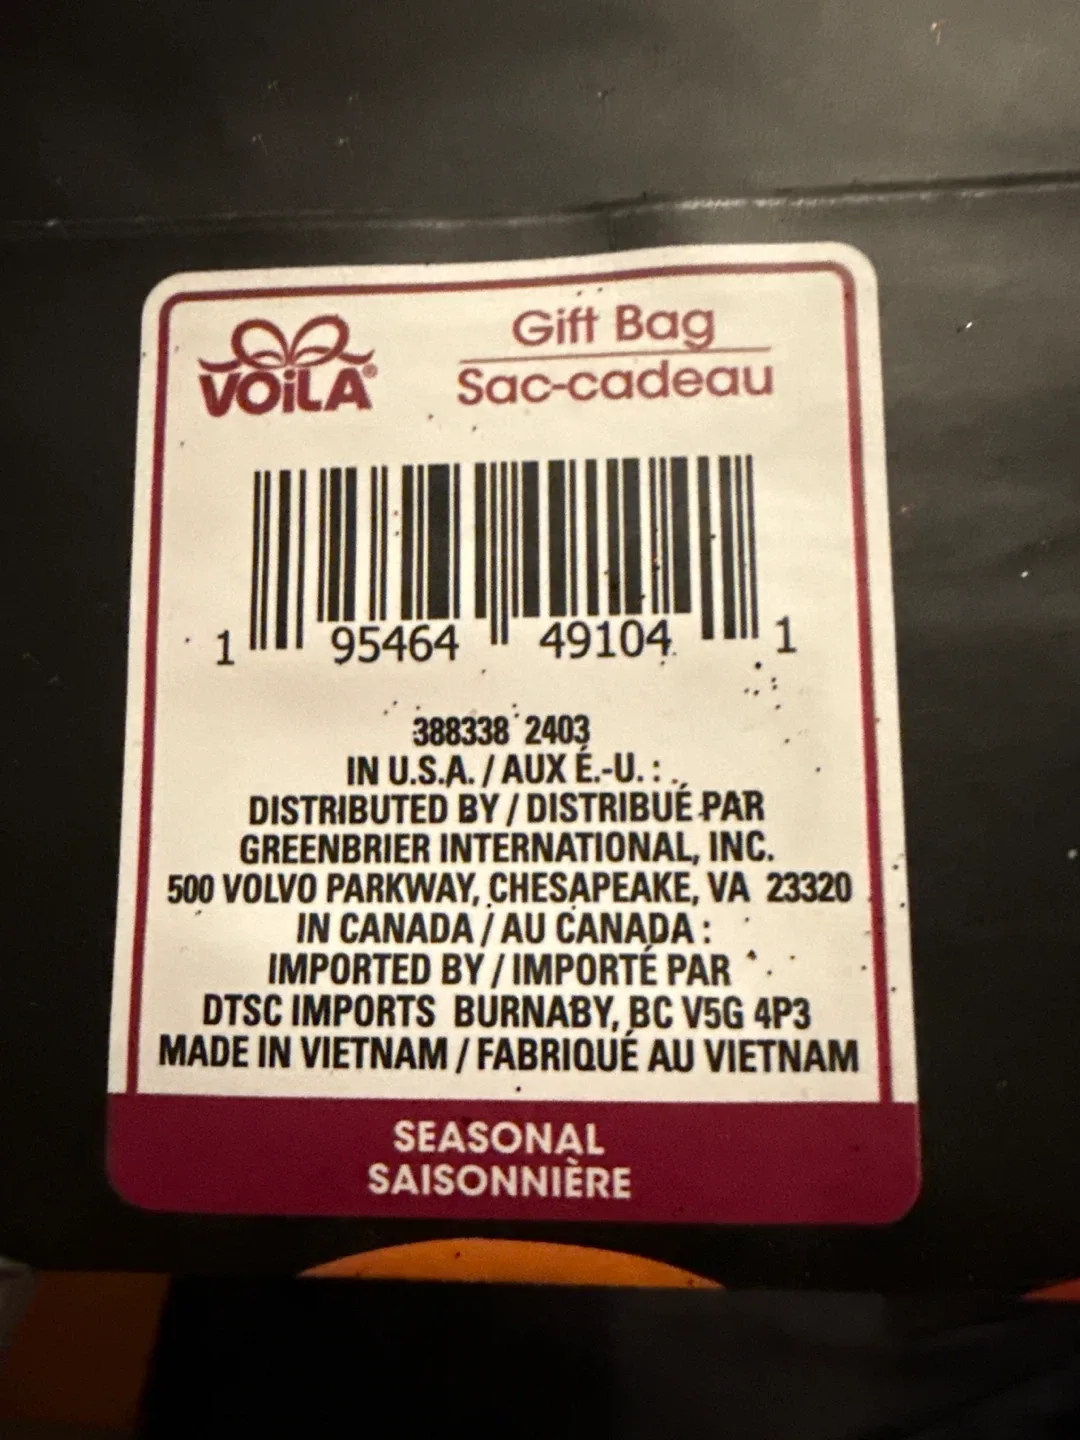 VOiLA®
Gift Bag
Sac-cadeau
1 95464 49104 1
388338 2403
IN U.S.A. / AUX É.-U. :
DISTRIBUTED BY / DISTRIBUÉ PAR
GREENBRIER INTERNATIONAL, INC.
500 VOLVO PARKWAY, CHESAPEAKE, VA 23320
IN CANADA / AU CANADA :
IMPORTED BY / IMPORTÉ PAR
DTSC IMPORTS BURNABY, BC V5G 4P3
MADE IN VIETNAM / FABRIQUÉ AU VIETNAM
SEASONAL
SAISONNIÈRE